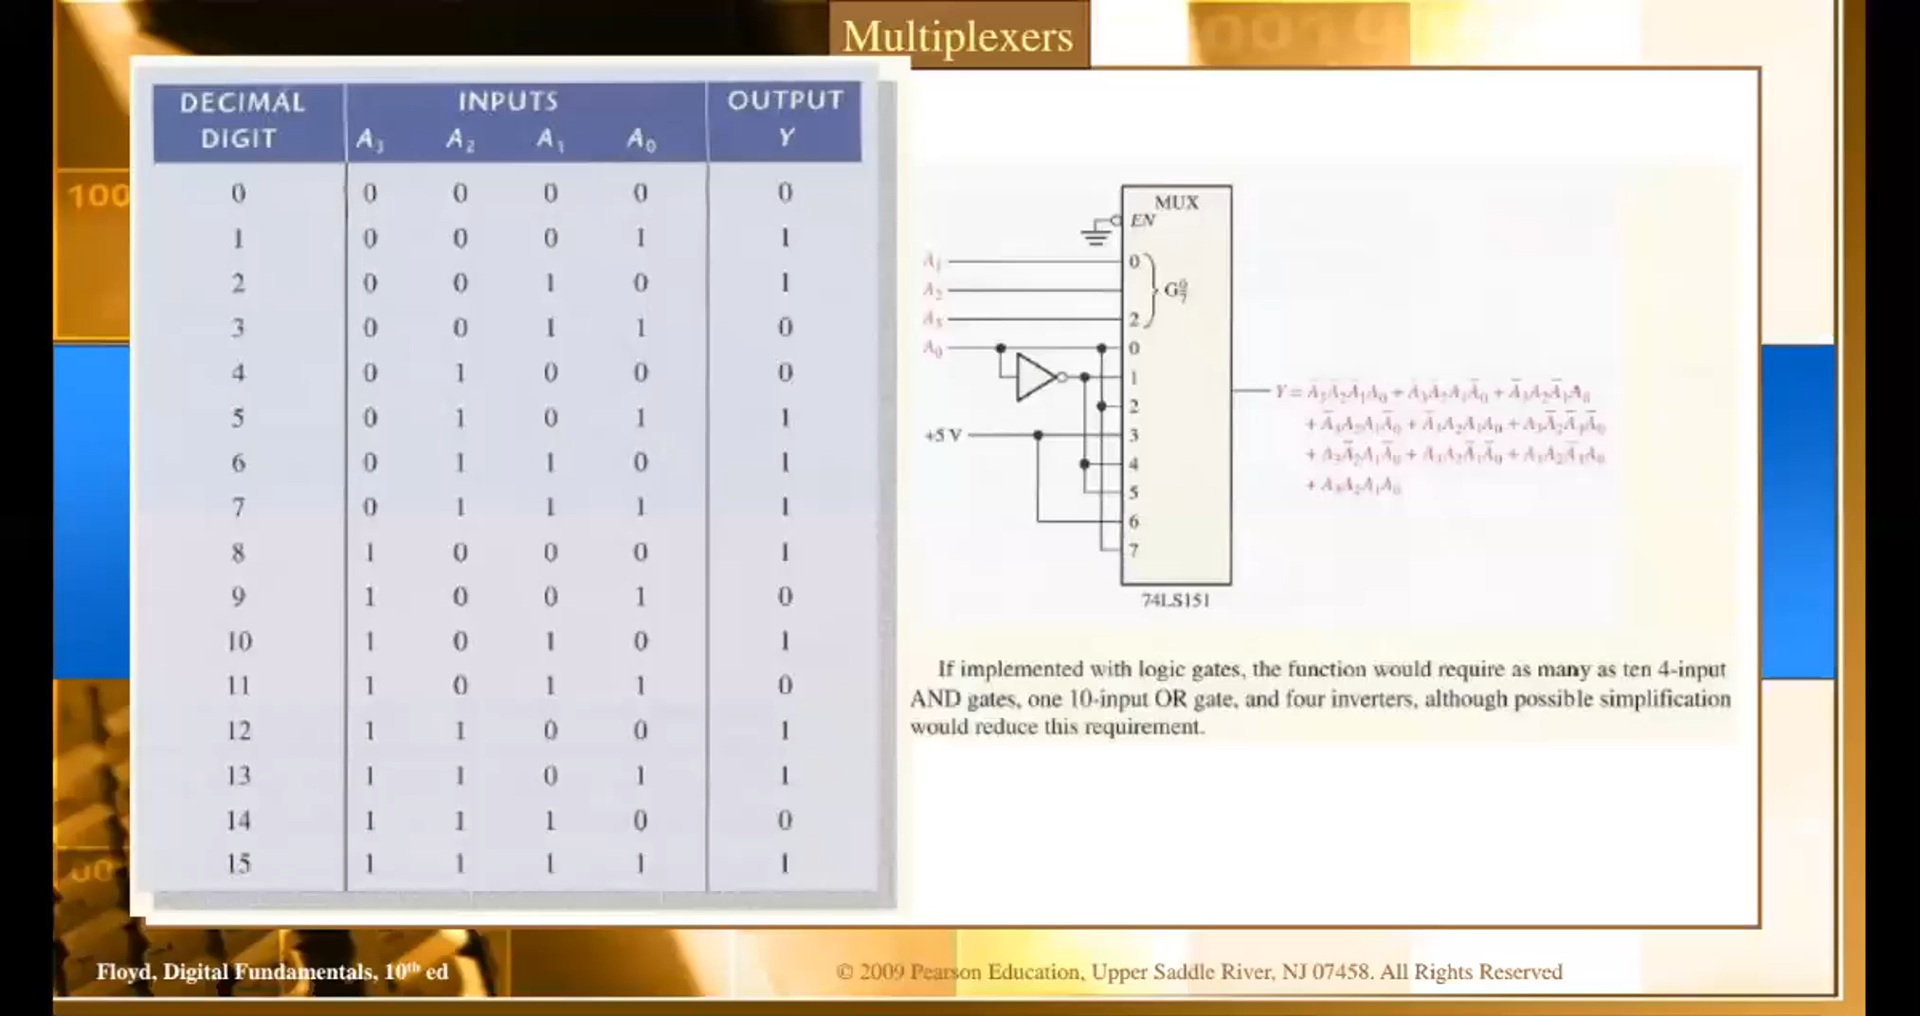 Multiplexers
DECIMAL DIGIT INPUTS OUTPUT
A₃ A₂ A₁ A₀ Y
0 0 0 0 0 0
1 0 0 0 1 1
2 0 0 1 0 1
3 0 0 1 1 0
4 0 1 0 0 0
5 0 1 0 1 1
6 0 1 1 0 1
7 0 1 1 1 1
8 1 0 0 0 1
9 1 0 0 1 0
10 1 0 1 0 1
11 1 0 1 1 0
12 1 1 0 0 1
13 1 1 0 1 1
14 1 1 1 0 0
15 1 1 1 1 1
MUX
EN
A₁ 0
A₂ G 0/7
A₃ 2
A₀ 0
1
2
+5 V 3
4
5
6
7
Y =
74LS151
If implemented with logic gates, the function would require as many as ten 4-input
AND gates, one 10-input OR gate, and four inverters, although possible simplification
would reduce this requirement.
100
Floyd, Digital Fundamentals, 10th ed
© 2009 Pearson Education, Upper Saddle River, NJ 07458. All Rights Reserved